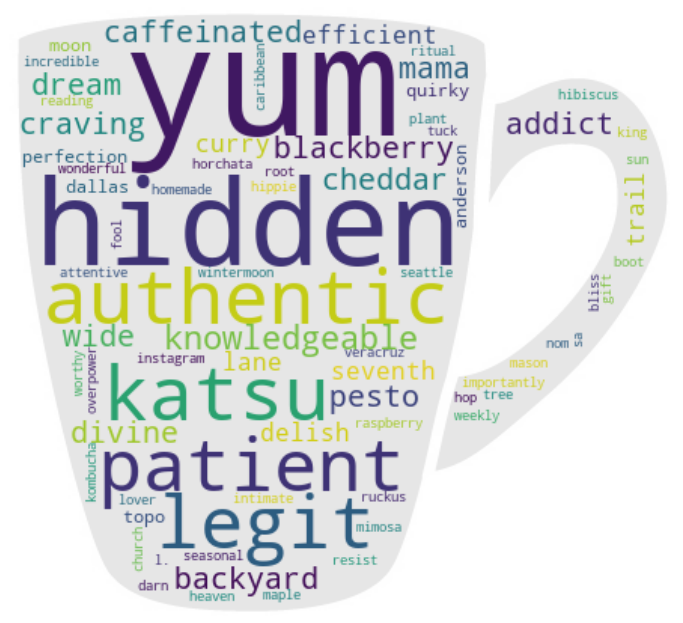 caffeinated efficient
moon
ritual
incredible
yum
caribbean
mama
dream
quirky
reading
hibiscus
craving
plant
addict
king
tuck
curry
blackberry
perfection
horchata
sun
wonderful
root
cheddar
dallas
homemade
hippie
anderson
trail
hidden
fool
boot
attentive
wintermoon
seattle
bliss
gift
authentic
wide
knowledgeable
nom
sa
veracruz
instagram
lane
mason
worthy
overpower
seventh
importantly
katsu
pesto
hop
tree
weekly
divine
delish
raspberry
patient
kombucha
lover
intimate
ruckus
topo
legit
mimosa
church
l.
seasonal
resist
darn
backyard
heaven
maple